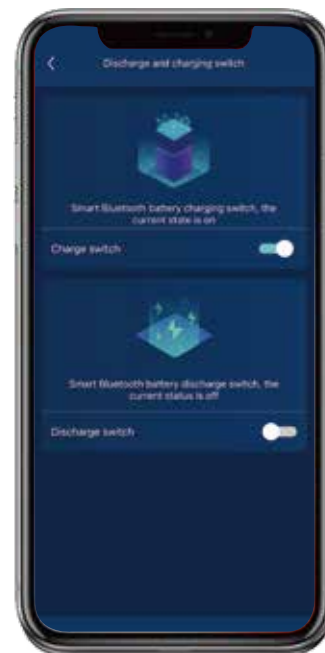 Discharge and charging switch
Smart Bluetooth battery charging switch, the
current state is on
Charge switch
Smart Bluetooth battery discharge switch, the
current status is off
Discharge switch